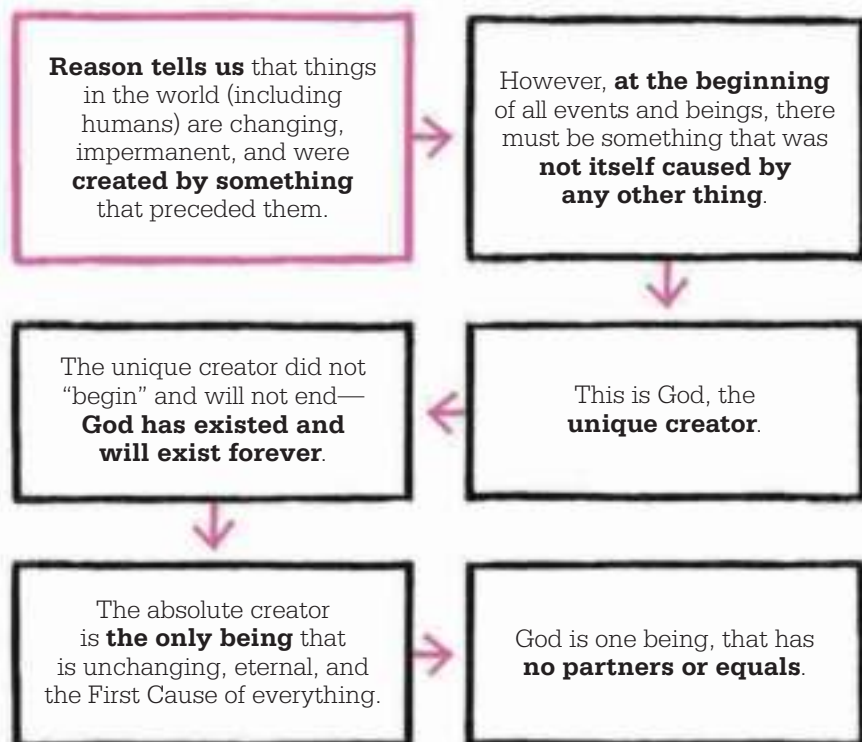 Reason tells us that things
in the world (including
humans) are changing,
impermanent, and were
created by something
that preceded them.
However, at the beginning
of all events and beings, there
must be something that was
not itself caused by
any other thing.
This is God, the
unique creator.
The unique creator did not
“begin” and will not end—
God has existed and
will exist forever.
The absolute creator
is the only being that
is unchanging, eternal, and
the First Cause of everything.
God is one being, that has
no partners or equals.